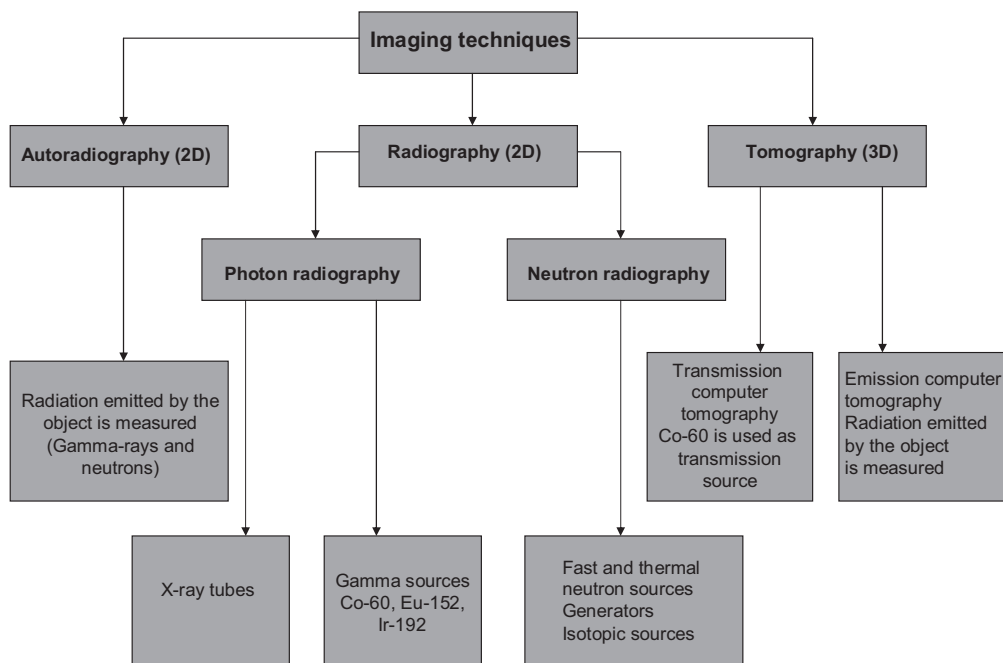 Imaging techniques
Autoradiography (2D)
Radiography (2D)
Tomography (3D)
Photon radiography
Neutron radiography
Radiation emitted by the
object is measured
(Gamma-rays and
neutrons)
Transmission
computer
tomography
Co-60 is used as
transmission
source
Emission computer
tomography
Radiation emitted
by the object
is measured
X-ray tubes
Gamma sources
Co-60, Eu-152,
Ir-192
Fast and thermal
neutron sources
Generators
Isotopic sources